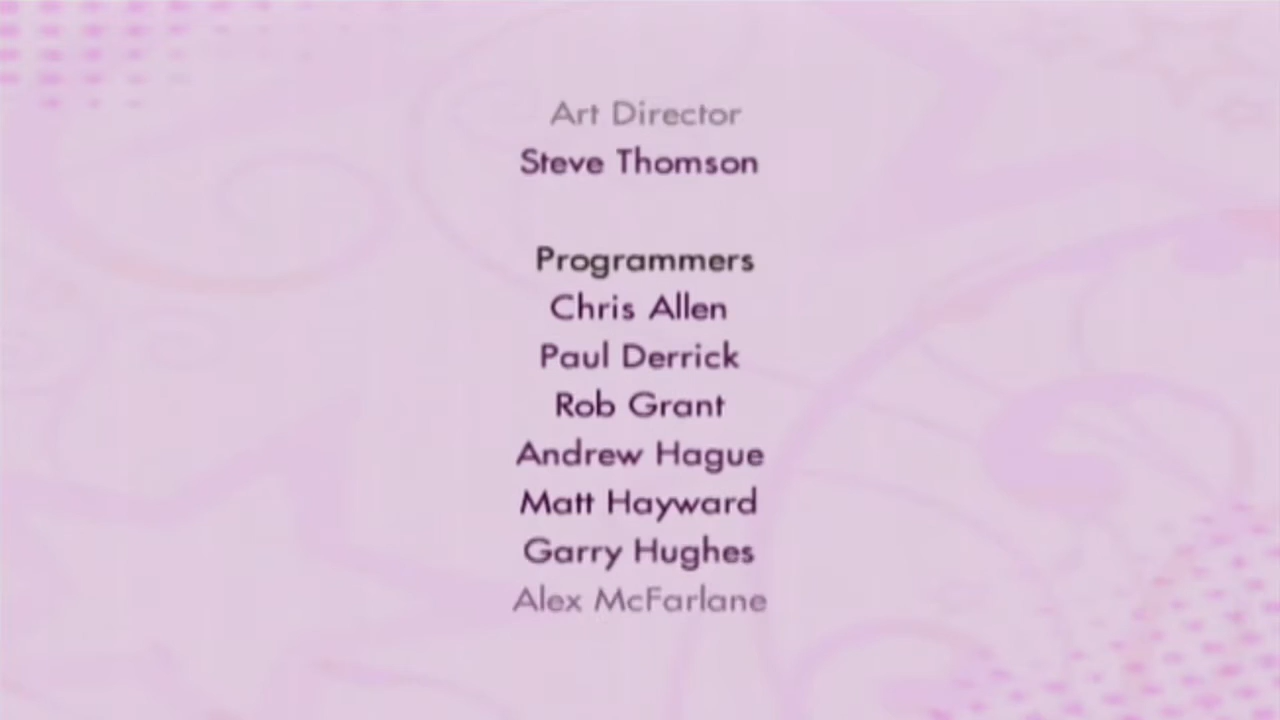 Art Director
Steve Thomson
Programmers
Chris Allen
Paul Derrick
Rob Grant
Andrew Hague
Matt Hayward
Garry Hughes
Alex McFarlane